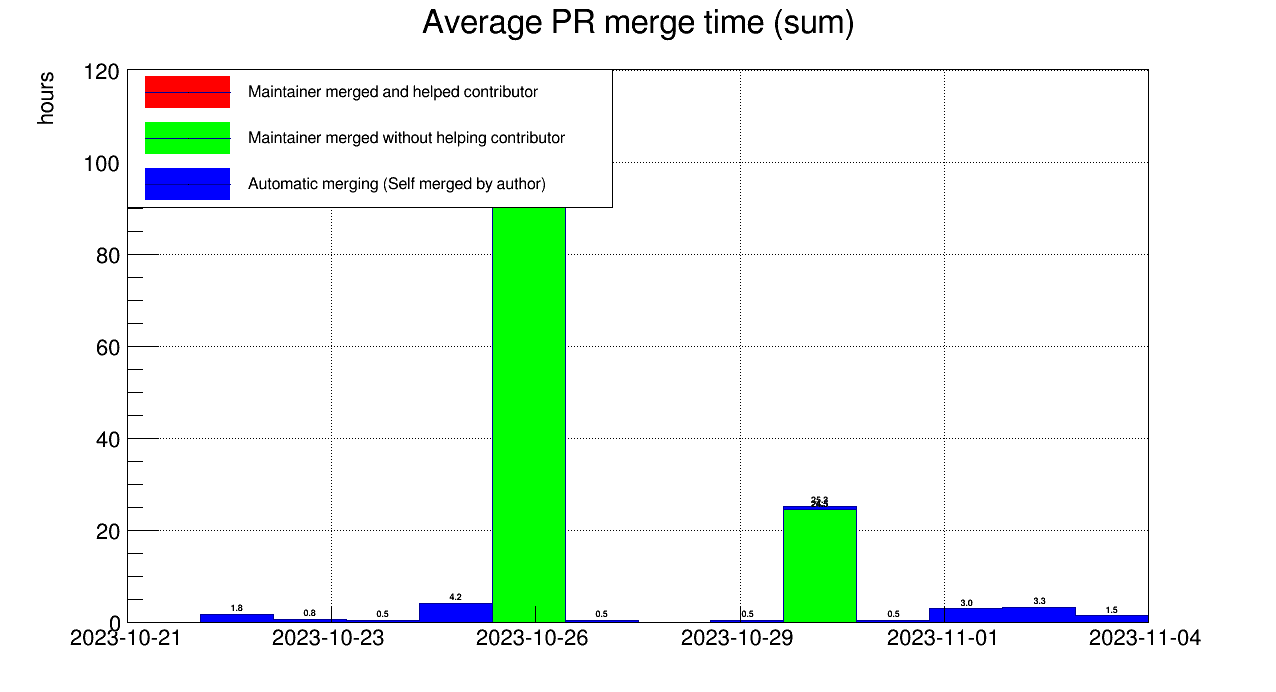 Average PR merge time (sum)
hours
120
100
80
60
40
20
0
Maintainer merged and helped contributor
Maintainer merged without helping contributor
Automatic merging (Self merged by author)
1.8
0.8
0.5
4.2
0.5
0.5
0.5
3.0
3.3
1.5
2023-10-21 2023-10-23 2023-10-26 2023-10-29 2023-11-01 2023-11-04